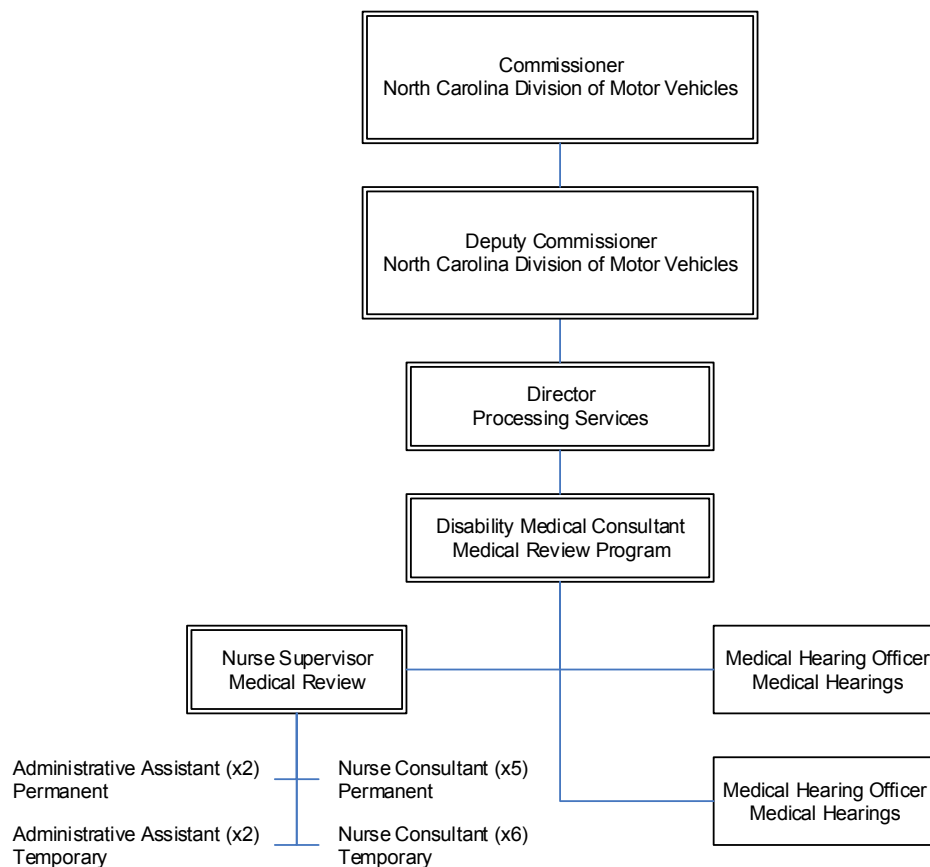 Commissioner
North Carolina Division of Motor Vehicles
Deputy Commissioner
North Carolina Division of Motor Vehicles
Director
Processing Services
Disability Medical Consultant
Medical Review Program
Nurse Supervisor
Medical Review
Medical Hearing Officer
Medical Hearings
Administrative Assistant (x2)
Permanent
Nurse Consultant (x5)
Permanent
Medical Hearing Officer
Medical Hearings
Administrative Assistant (x2)
Temporary
Nurse Consultant (x6)
Temporary